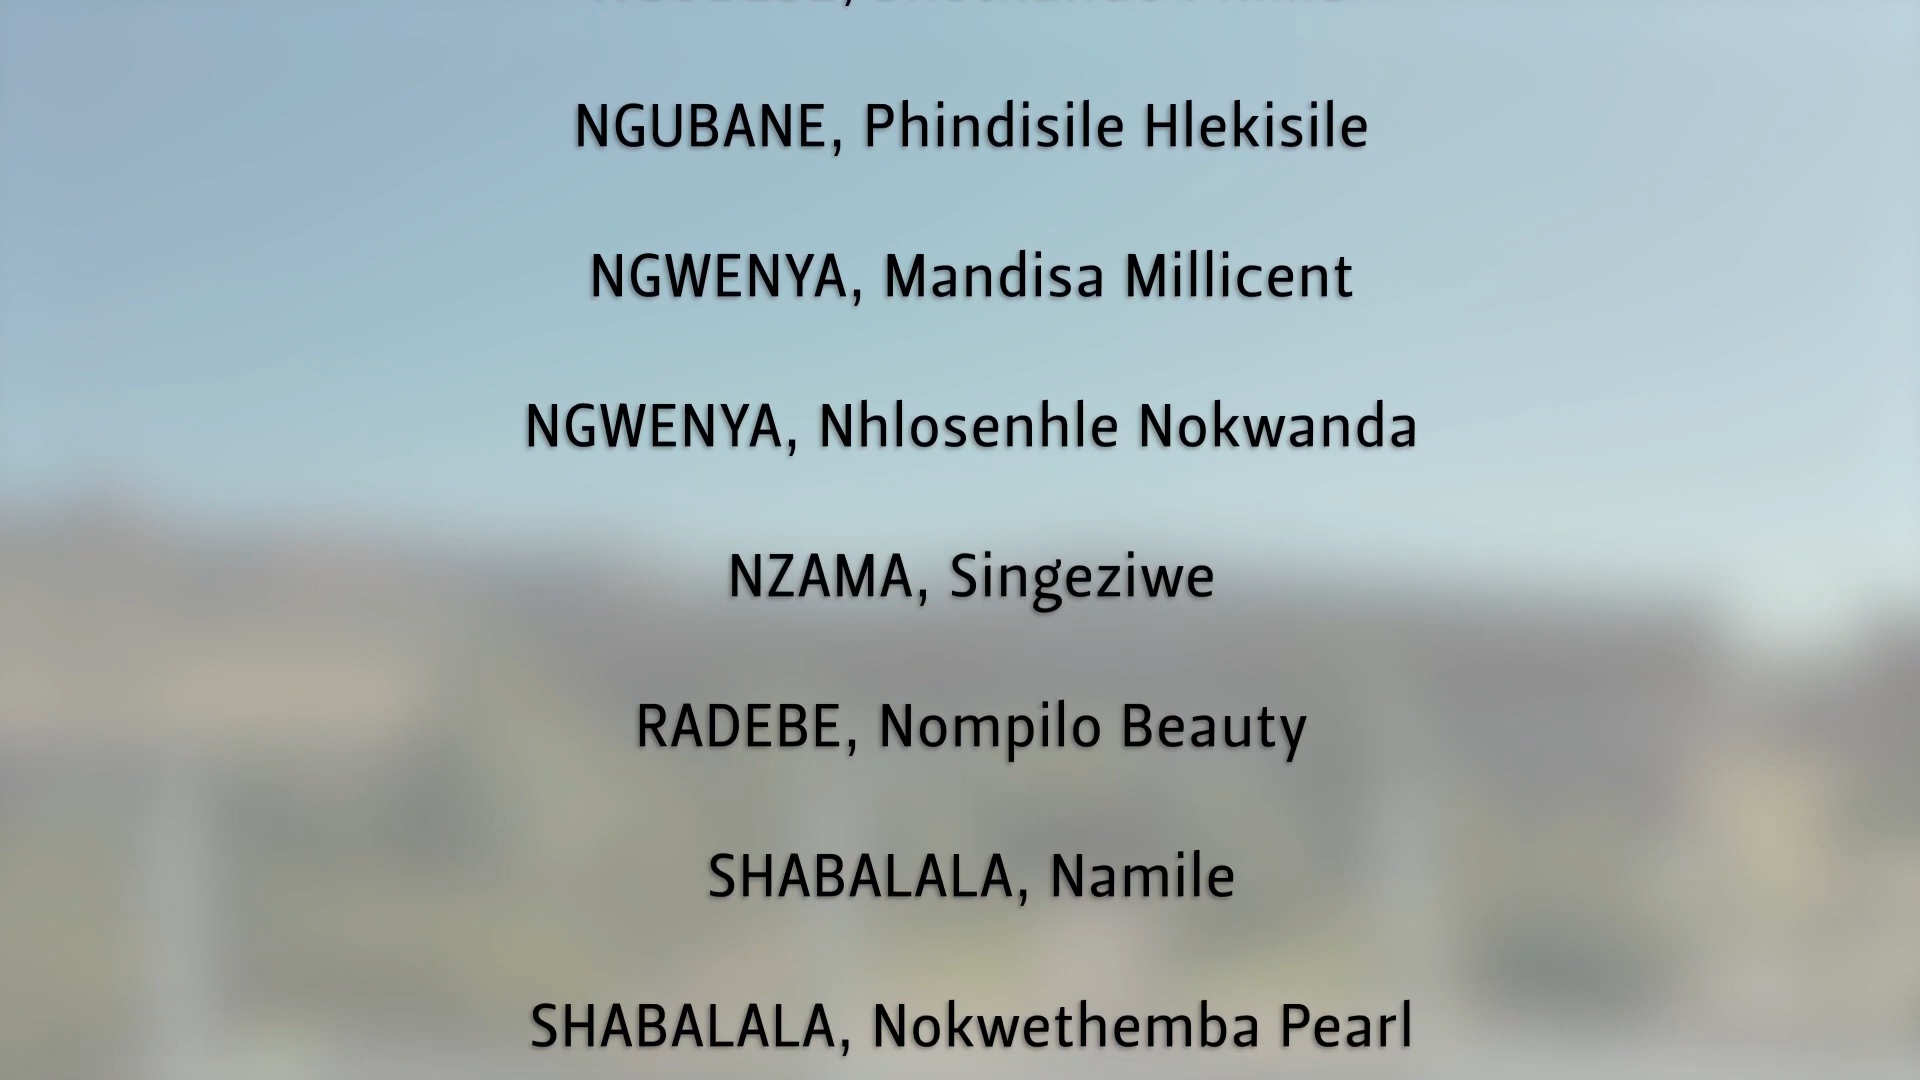 NGUBANE, Phindisile Hlekisile
NGWENYA, Mandisa Millicent
NGWENYA, Nhlosenhle Nokwanda
NZAMA, Singeziwe
RADEBE, Nompilo Beauty
SHABALALA, Namile
SHABALALA, Nokwethemba Pearl